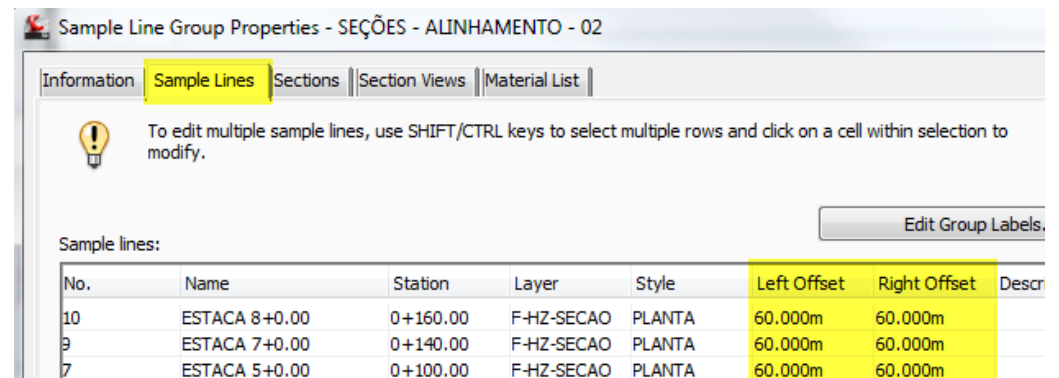 Sample Line Group Properties - SEÇÕES - ALINHAMENTO - 02
Information Sample Lines Sections Section Views Material List
To edit multiple sample lines, use SHIFT/CTRL keys to select multiple rows and click on a cell within selection to
modify.
Edit Group Labels.
Sample lines:
No. Name Station Layer Style Left Offset Right Offset Descri
10 ESTACA 8+0.00 0+160.00 F-HZ-SECAO PLANTA 60.000m 60.000m
9 ESTACA 7+0.00 0+140.00 F-HZ-SECAO PLANTA 60.000m 60.000m
7 ESTACA 5+0.00 0+100.00 F-HZ-SECAO PLANTA 60.000m 60.000m